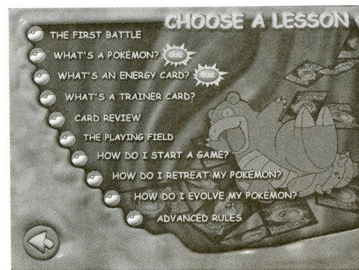 CHOOSE A LESSON
THE FIRST BATTLE
WHAT'S A POKÉMON?
WHAT'S AN ENERGY CARD?
WHAT'S A TRAINER CARD?
CARD REVIEW
THE PLAYING FIELD
HOW DO I START A GAME?
HOW DO I RETREAT MY POKÉMON?
HOW DO I EVOLVE MY POKÉMON?
ADVANCED RULES